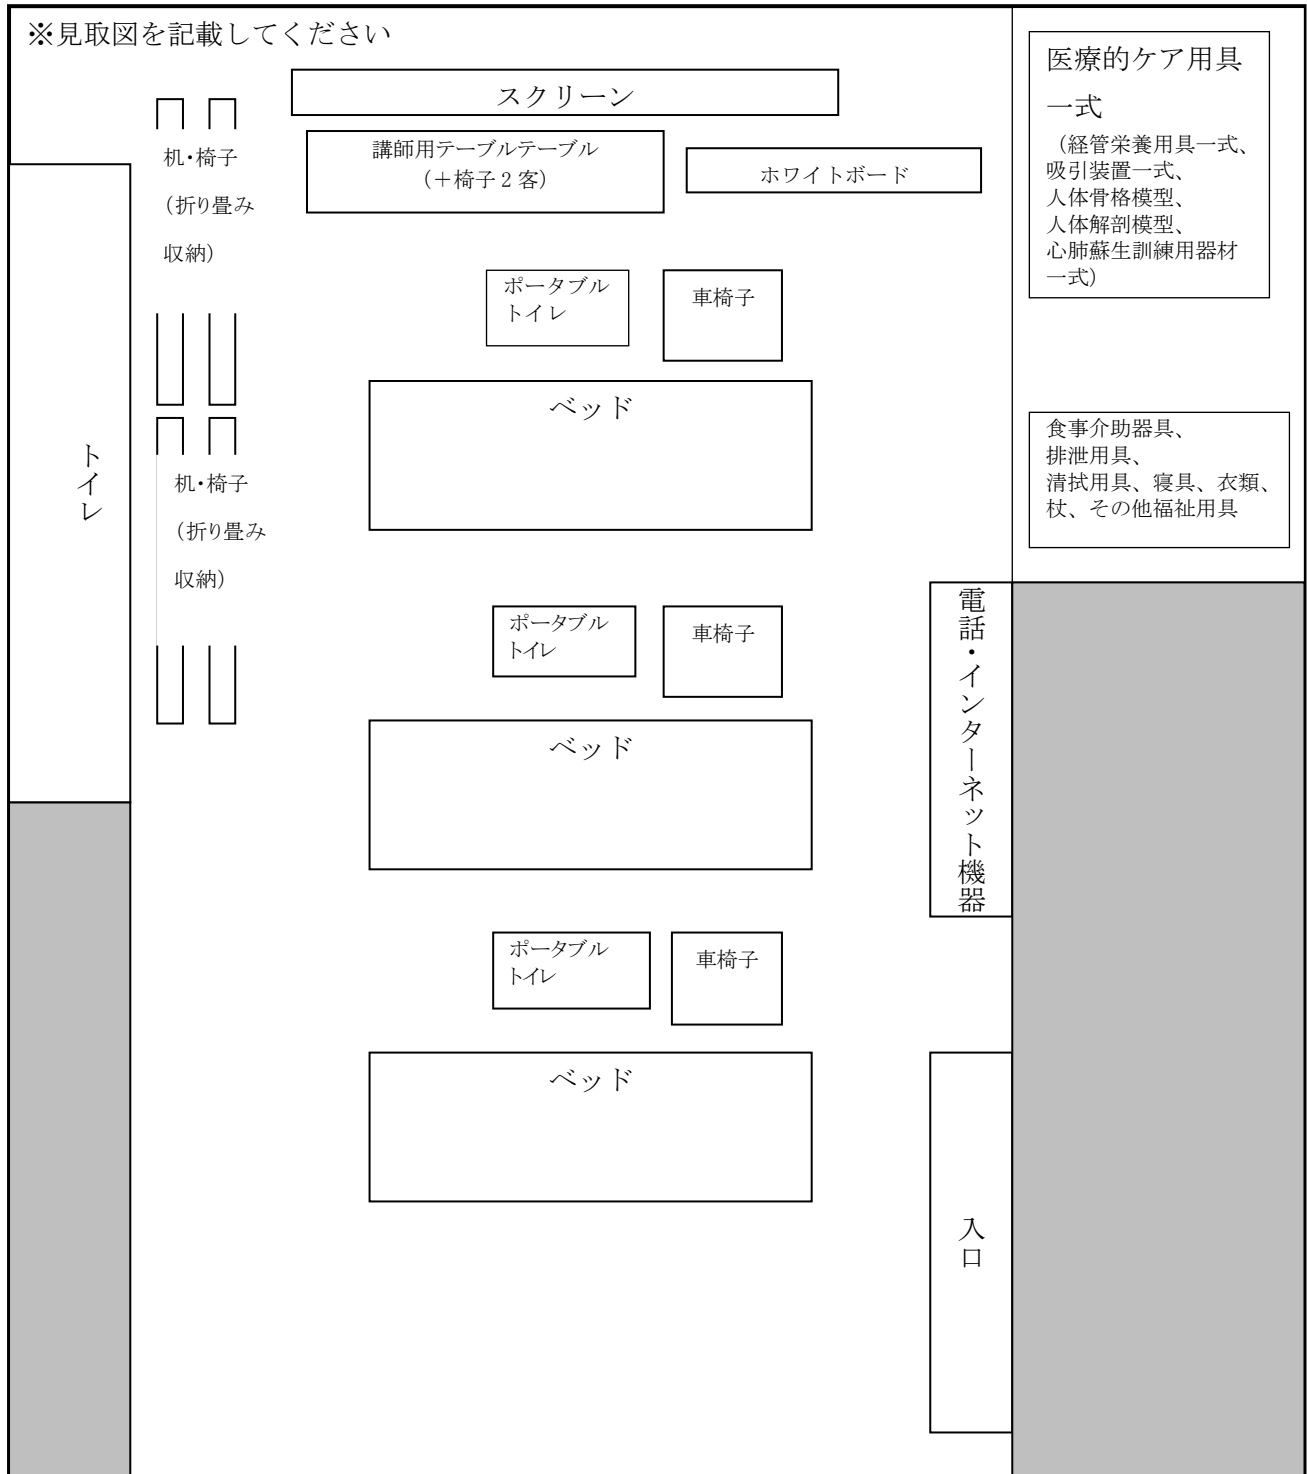 ※見取図を記載してください
スクリーン
机・椅子
（折り畳み
収納）
講師用テーブルテーブル
（＋椅子２客）
ホワイトボード
医療的ケア用具
一式
（経管栄養用具一式、
吸引装置一式、
人体骨格模型、
人体解剖模型、
心肺蘇生訓練用器材
一式）
ポータブル
トイレ
車椅子
ベッド
トイレ
机・椅子
（折り畳み
収納）
食事介助器具、
排泄用具、
清拭用具、寝具、衣類、
杖、その他福祉用具
ポータブル
トイレ
車椅子
電話・インターネット機器
ベッド
ポータブル
トイレ
車椅子
ベッド
入口